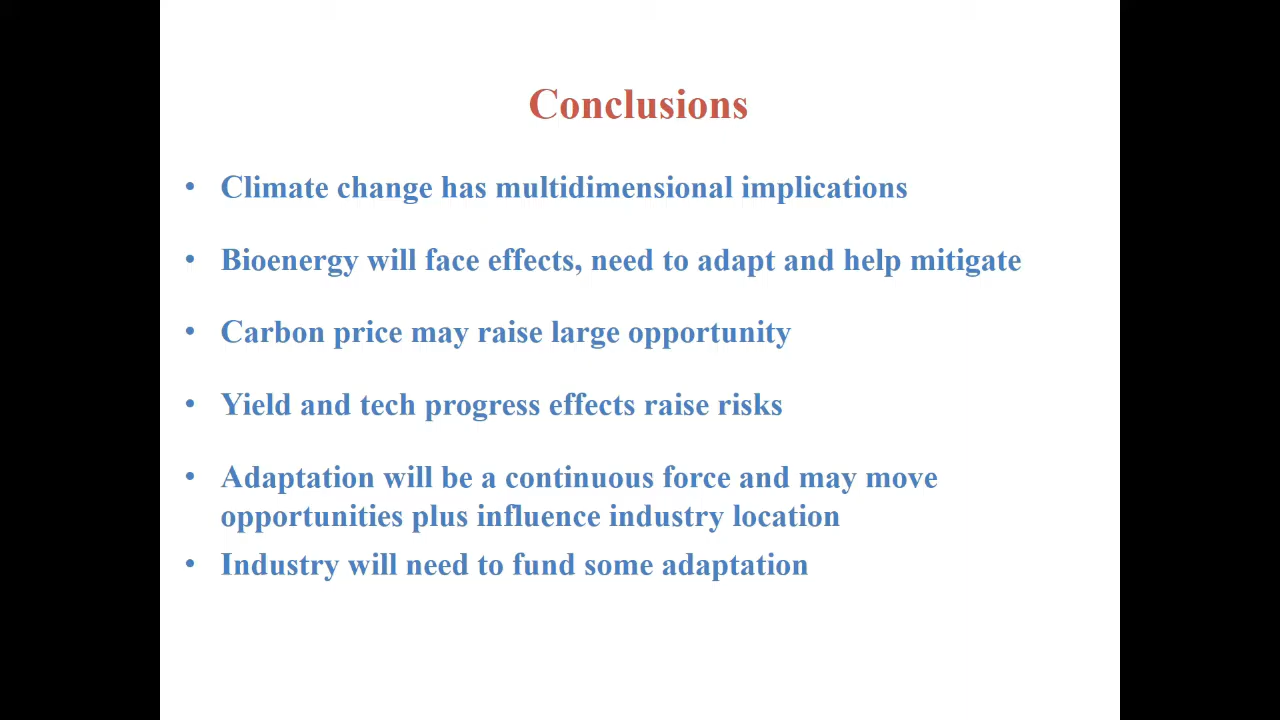 Conclusions
• Climate change has multidimensional implications
• Bioenergy will face effects, need to adapt and help mitigate
• Carbon price may raise large opportunity
• Yield and tech progress effects raise risks
• Adaptation will be a continuous force and may move
opportunities plus influence industry location
• Industry will need to fund some adaptation